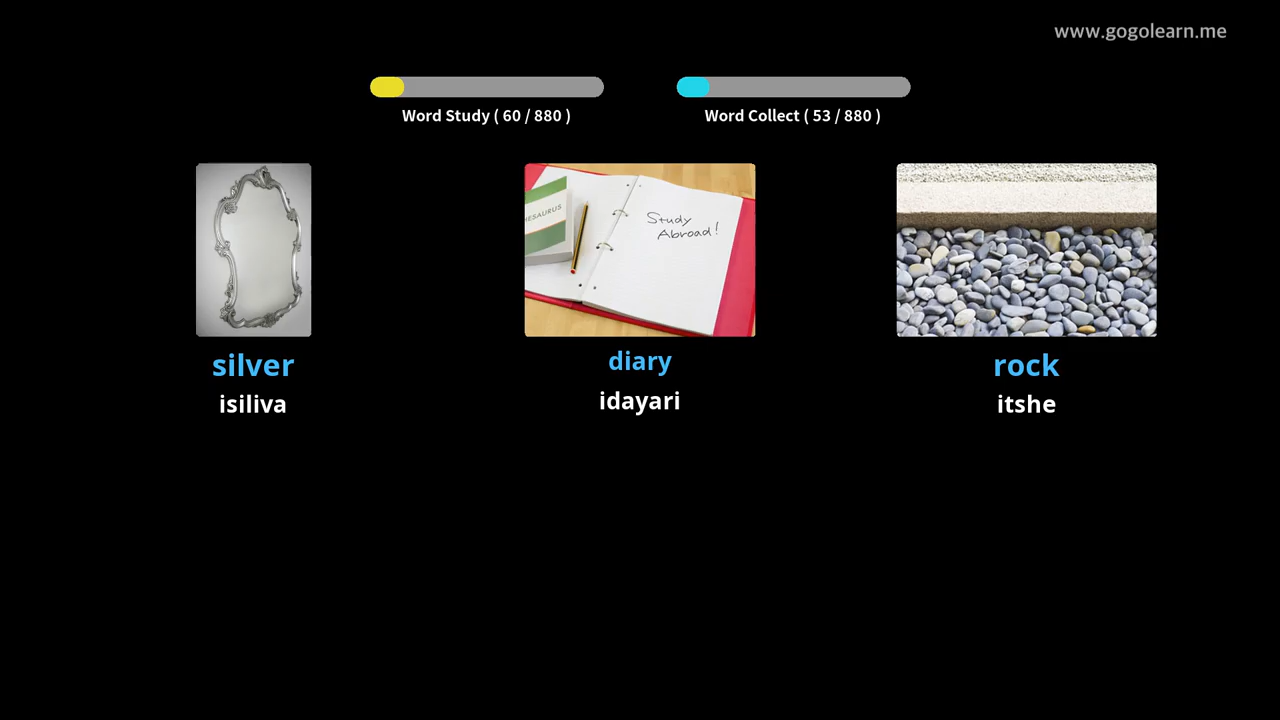 www.gogolearn.me
Word Study ( 60 / 880 )
Word Collect ( 53 / 880 )
HESAURUS
Study
Abroad!
silver
diary
rock
isiliva
idayari
itshe